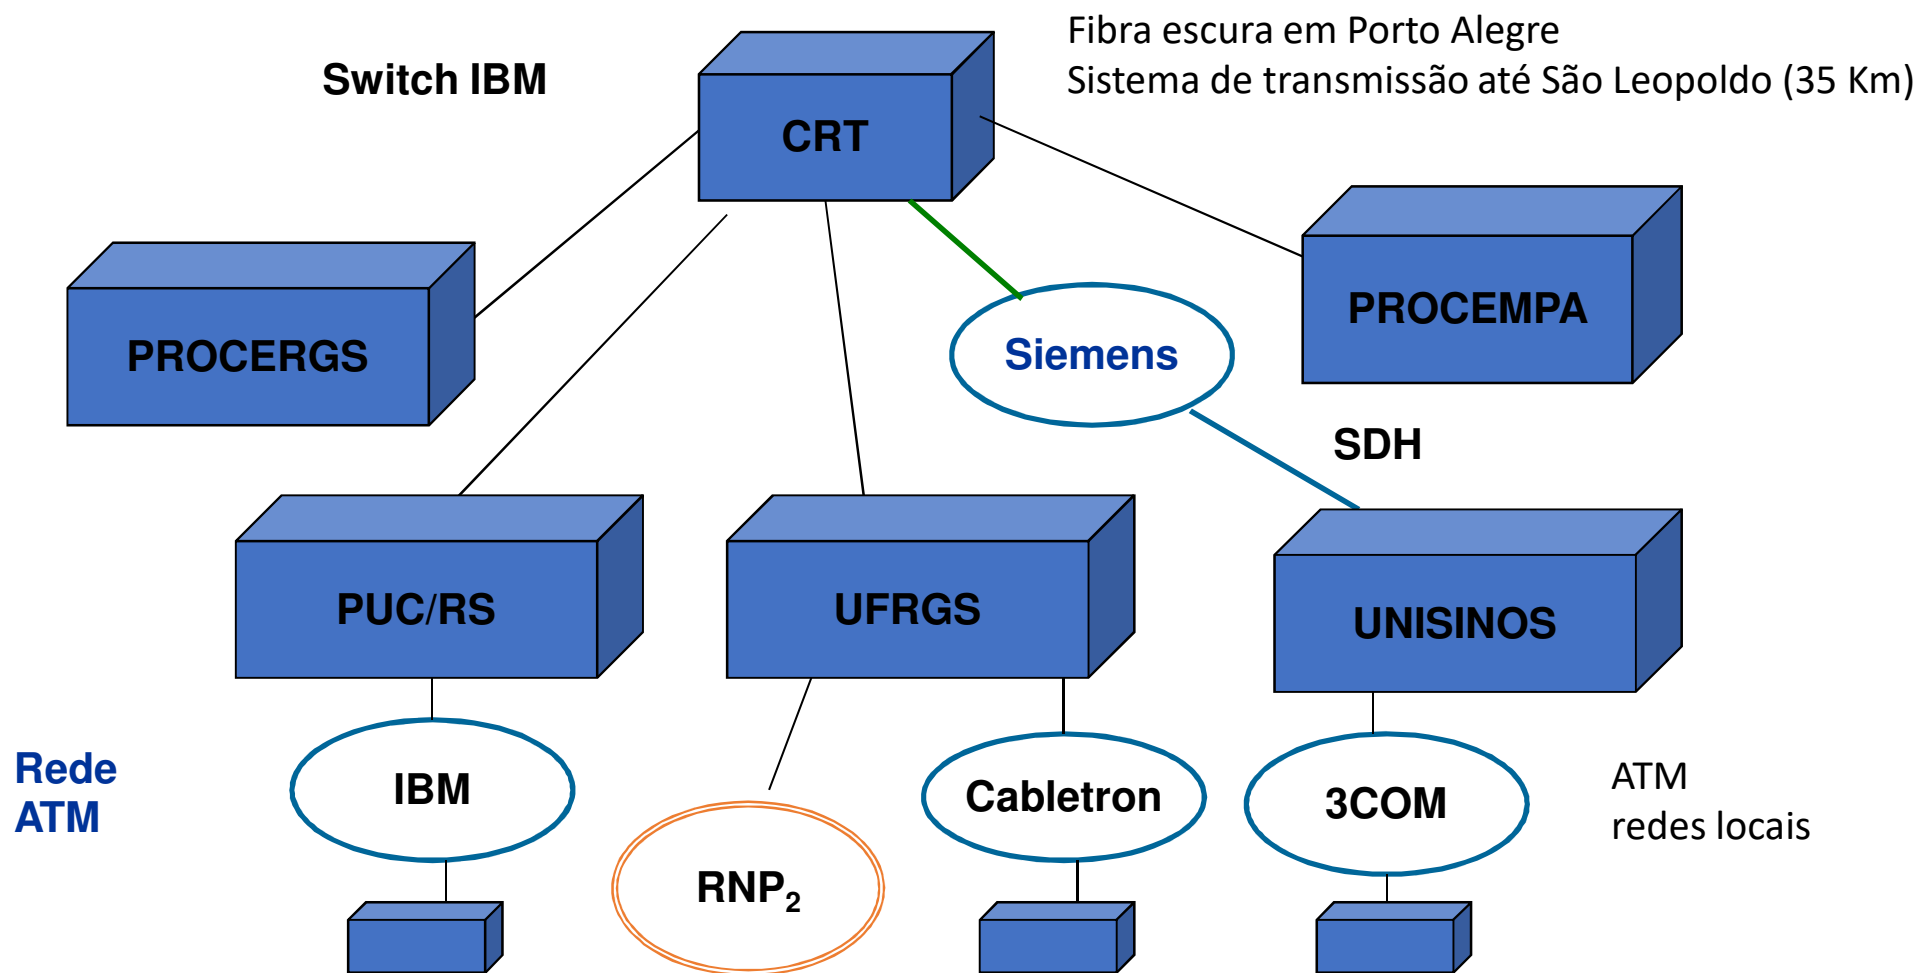 Fibra escura em Porto Alegre
Sistema de transmissão até São Leopoldo (35 Km)
Switch IBM
CRT
PROCERGS
Siemens
PROCEMPA
SDH
PUC/RS
UFRGS
UNISINOS
Rede
ATM
IBM
RNP2
Cabletron
3COM
ATM
redes locais